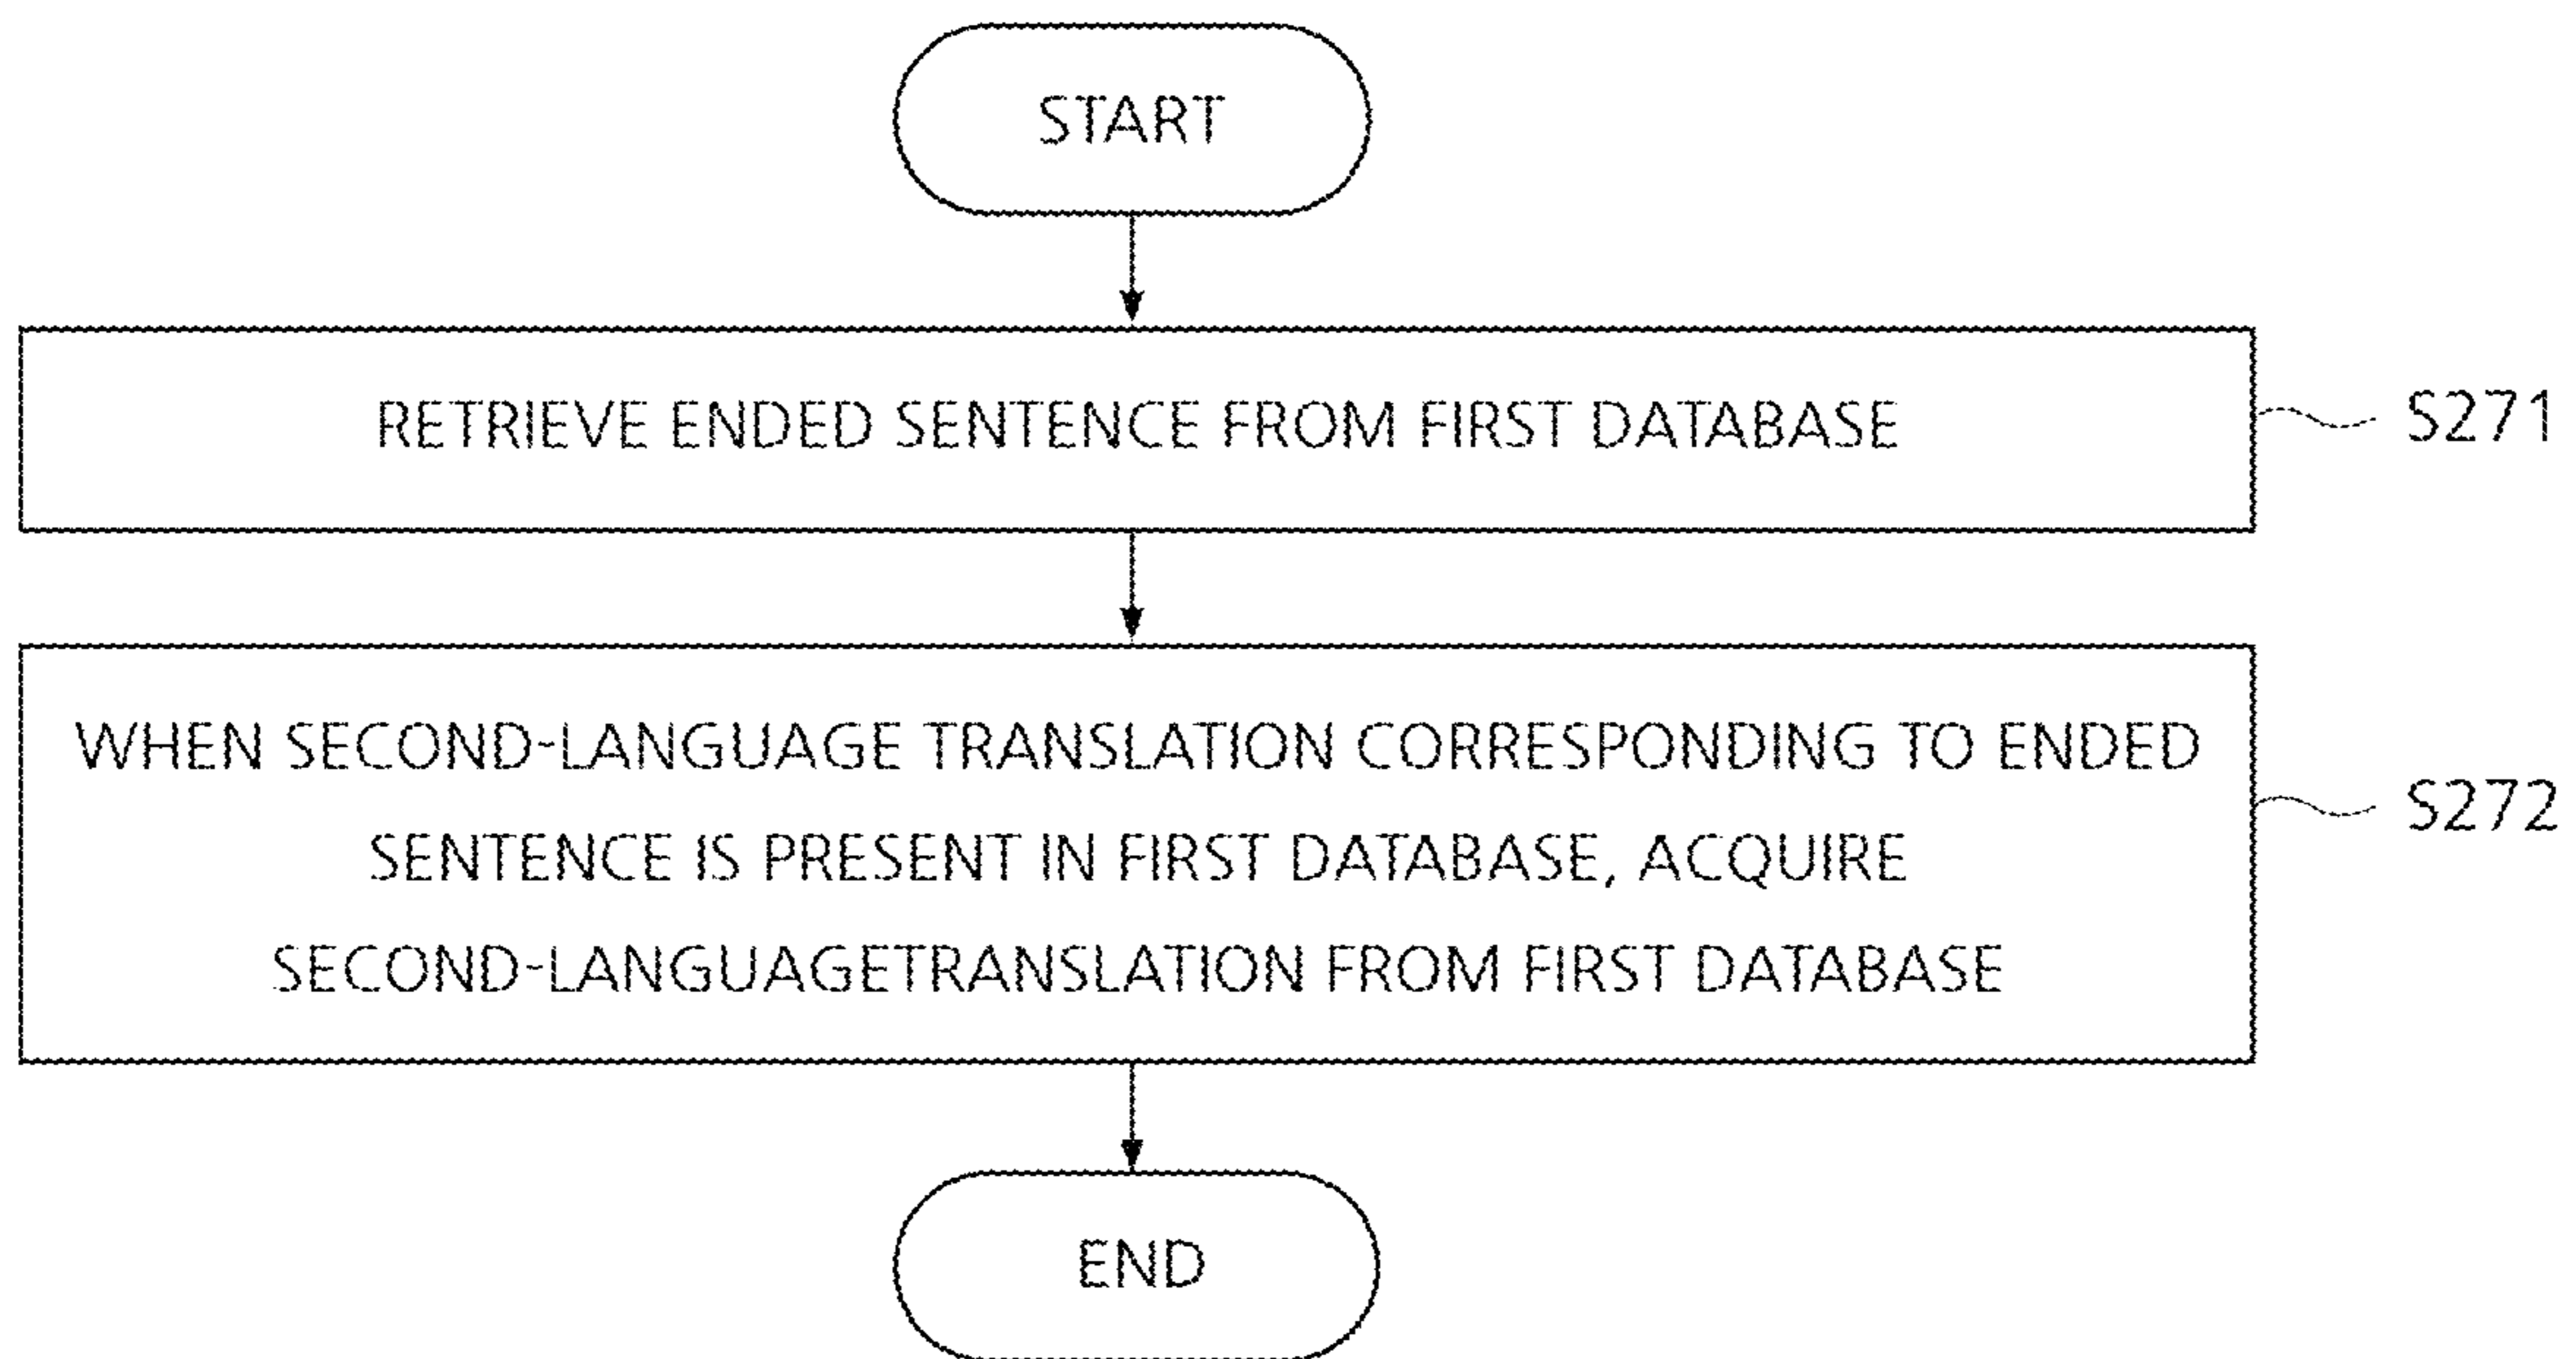 START
RETRIEVE ENDED SENTENCE FROM FIRST DATABASE
S271
WHEN SECOND-LANGUAGE TRANSLATION CORRESPONDING TO ENDED
SENTENCE IS PRESENT IN FIRST DATABASE, ACQUIRE
SECOND-LANGUAGETRANSLATION FROM FIRST DATABASE
S272
END